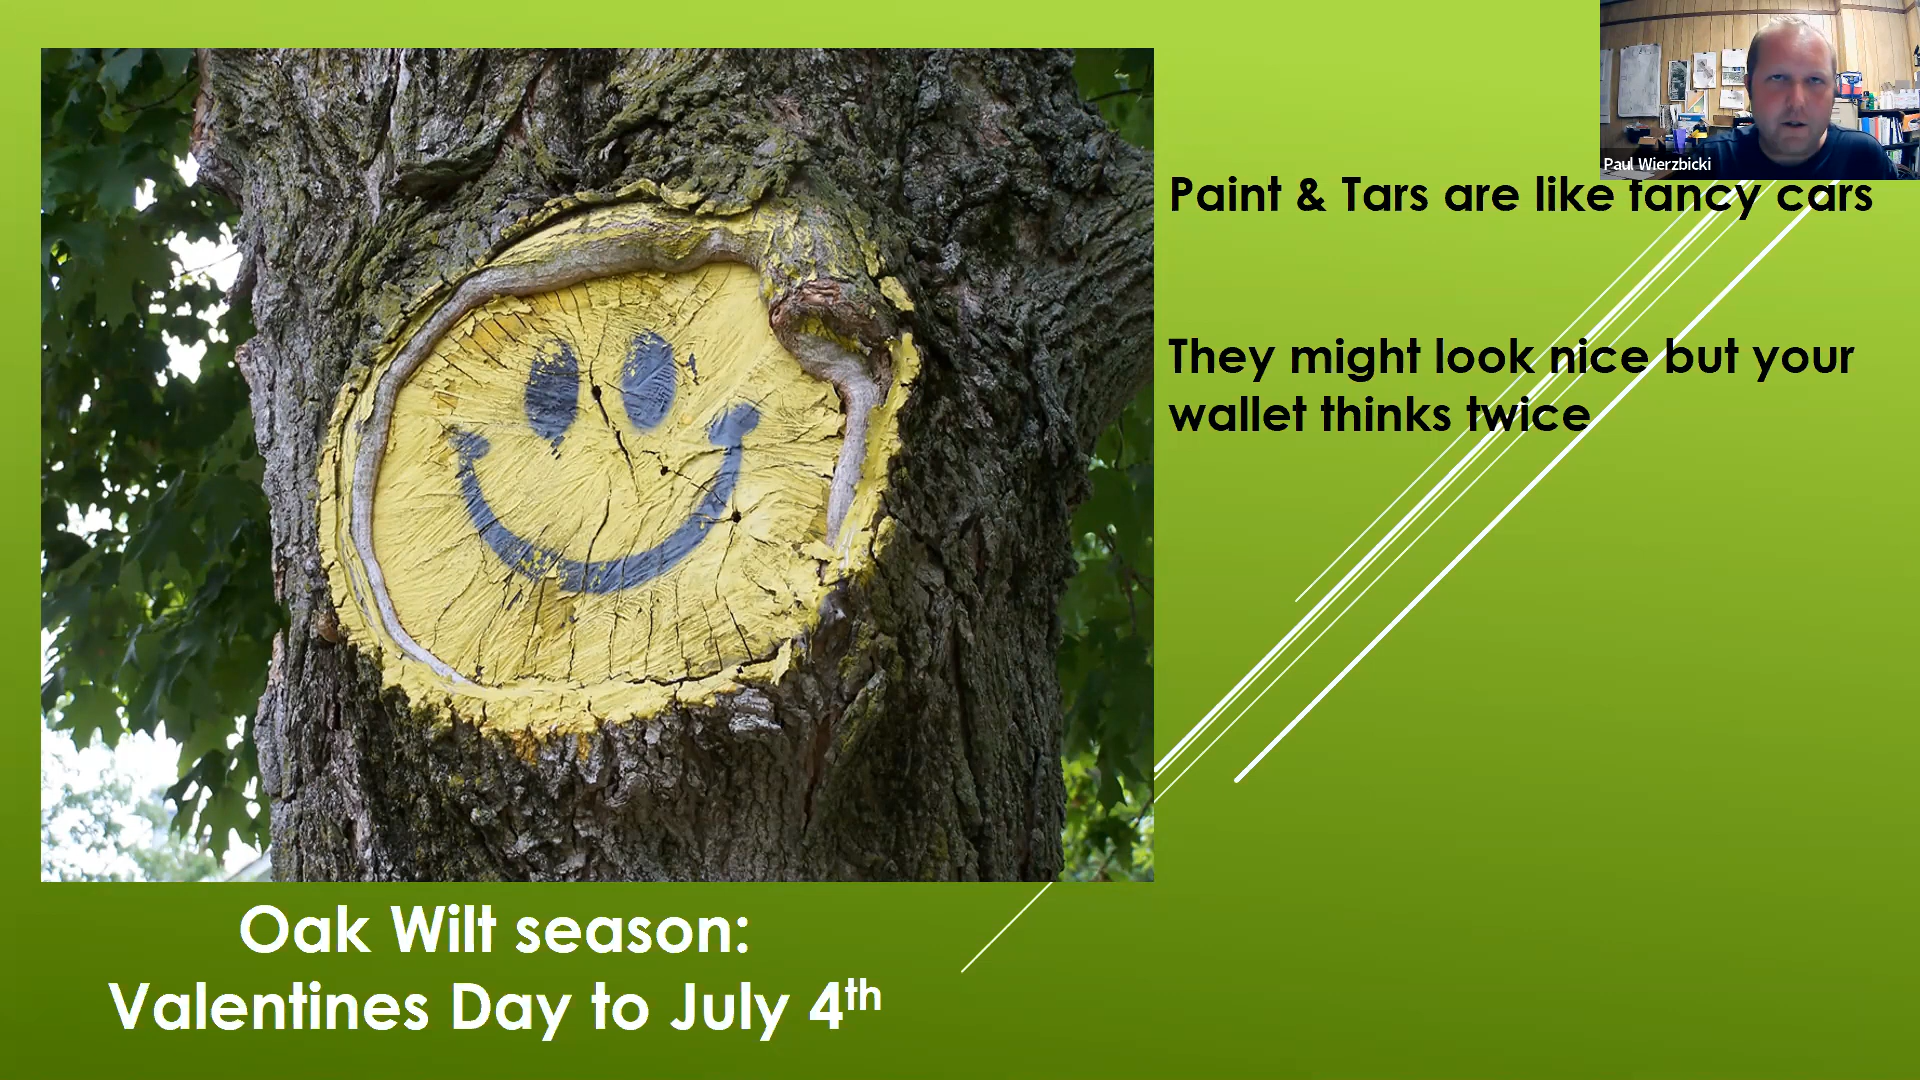 Paul Wierzbicki
Paint & Tars are like fancy cars
They might look nice but your
wallet thinks twice
Oak Wilt season:
Valentines Day to July 4th